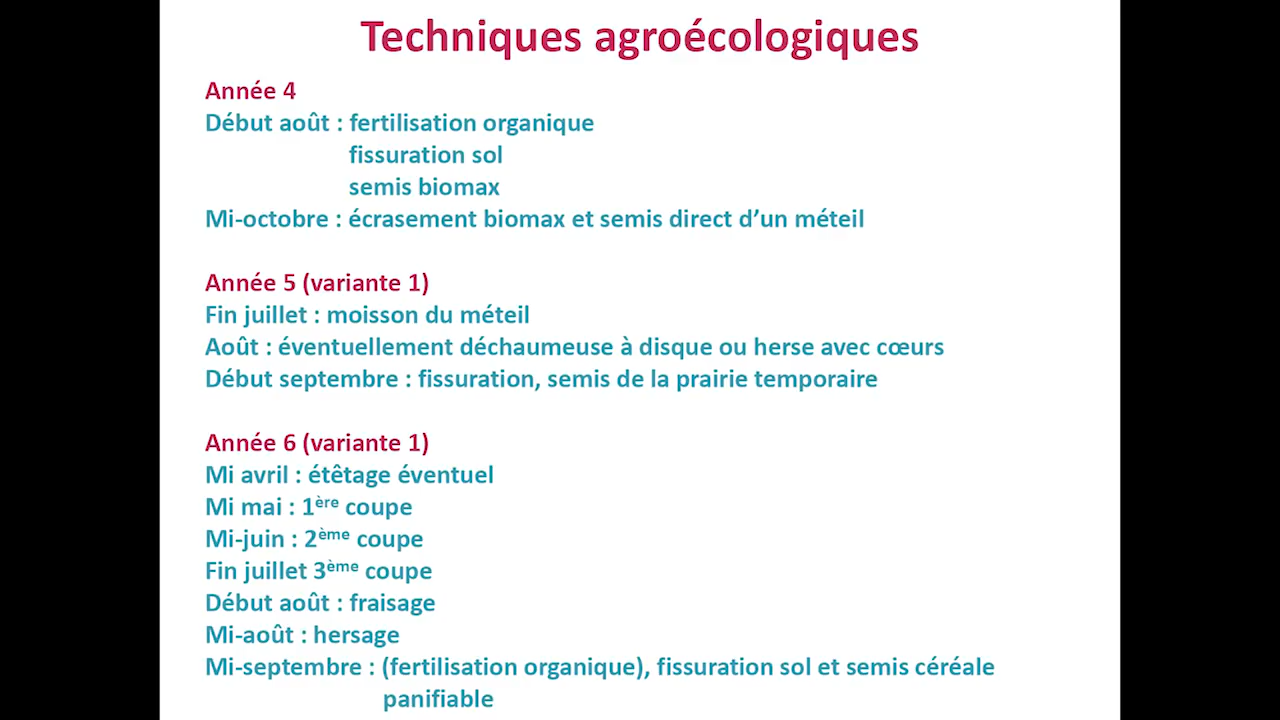 Techniques agroécologiques
Année 4
Début août : fertilisation organique
fissuration sol
semis biomax
Mi-octobre : écrasement biomax et semis direct d’un méteil
Année 5 (variante 1)
Fin juillet : moisson du méteil
Août : éventuellement déchaumeuse à disque ou herse avec cœurs
Début septembre : fissuration, semis de la prairie temporaire
Année 6 (variante 1)
Mi avril : étêtage éventuel
Mi mai : 1ère coupe
Mi-juin : 2ème coupe
Fin juillet 3ème coupe
Début août : fraisage
Mi-août : hersage
Mi-septembre : (fertilisation organique), fissuration sol et semis céréale
panifiable